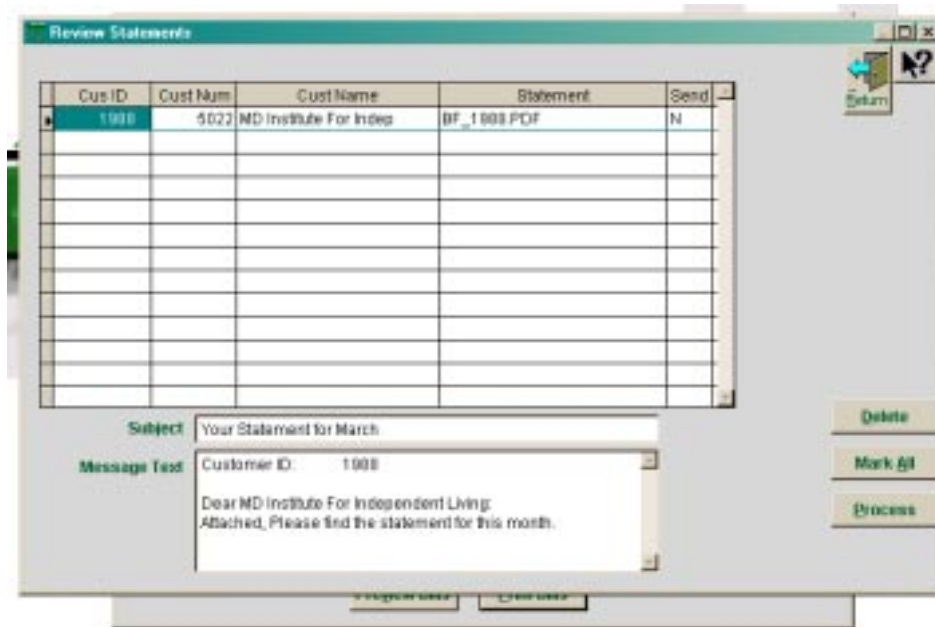 Review Statements
Return
Cus ID Cust Num Cust Name Statement Send
1988 5022 MD Institute For Indep BF_1988.PDF N
Subject Your Statement for March
Message Text Customer ID: 1988
Dear MD Institute For Independent Living:
Attached, Please find the statement for this month.
Delete
Mark All
Process